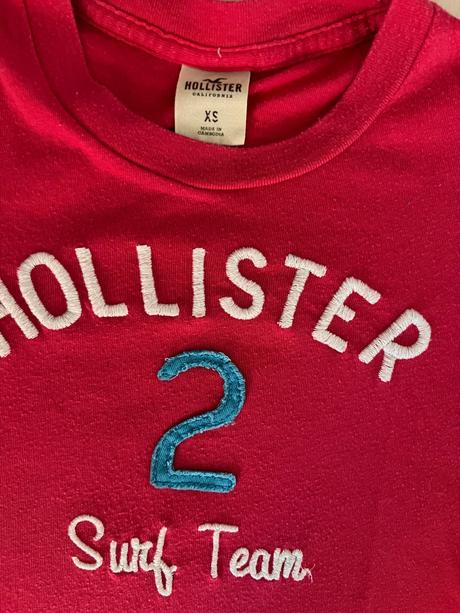 HOLLISTER
CALIFORNIA
XS
MADE IN
CAMBODIA
HOLLISTER
2
Surf Team